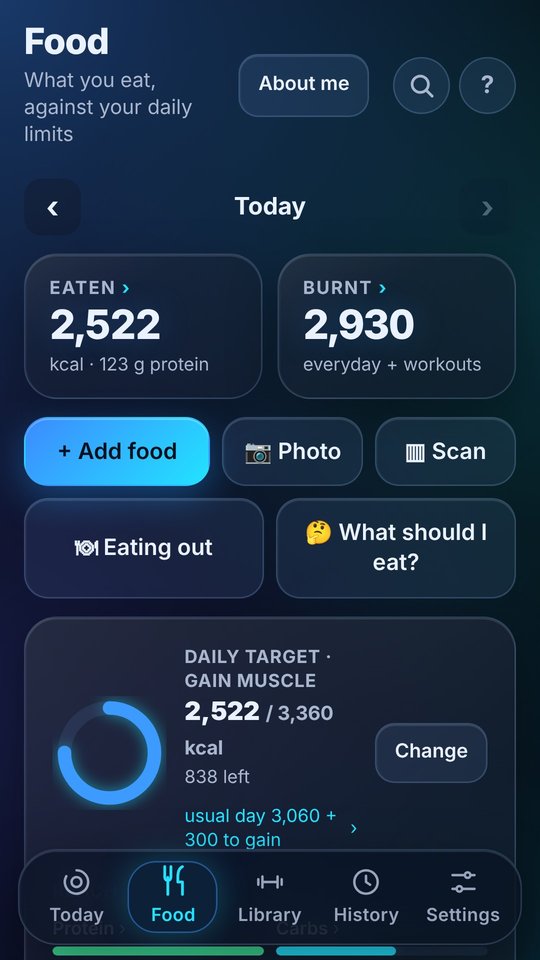 Food
What you eat,
against your daily
limits
About me
?
‹ Today ›
EATEN ›
2,522
kcal · 123 g protein
BURNT ›
2,930
everyday + workouts
+ Add food
📷 Photo
▥ Scan
🍽 Eating out
🤔 What should I
eat?
DAILY TARGET ·
GAIN MUSCLE
2,522 / 3,360
kcal
838 left
usual day 3,060 +
300 to gain
›
Change
Today
Food
Library
History
Settings
Protein ›
Carbs ›